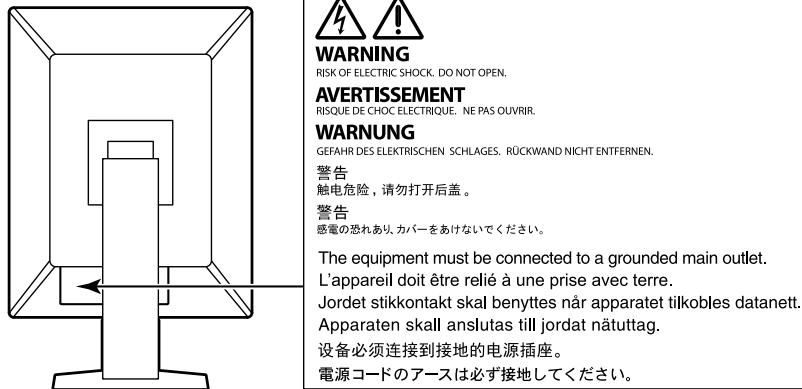 WARNING
RISK OF ELECTRIC SHOCK. DO NOT OPEN.
AVERTISSEMENT
RISQUE DE CHOC ELECTRIQUE. NE PAS OUVRIR.
WARNUNG
GEFAHR DES ELEKTRISCHEN SCHLAGES. RÜCKWAND NICHT ENTFERNEN.
警告
触电危险，请勿打开后盖。
警告
感電の恐れあり、カバーをあけないでください。
The equipment must be connected to a grounded main outlet.
L'appareil doit être relié à une prise avec terre.
Jordet stikkontakt skal benyttes når apparatet tilkobles datanett.
Apparaten skall anslutas till jordat nätuttag.
设备必须连接到接地的电源插座。
電源コードのアースは必ず接地してください。